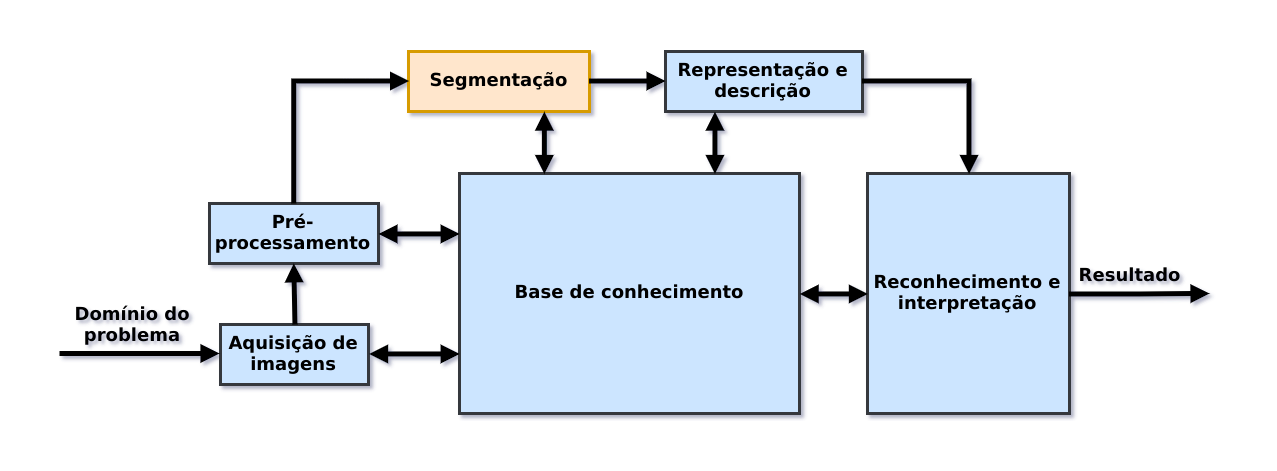 Segmentação
Representação e
descrição
Pré-
processamento
Base de conhecimento
Reconhecimento e
interpretação
Resultado
Domínio do
problema
Aquisição de
imagens